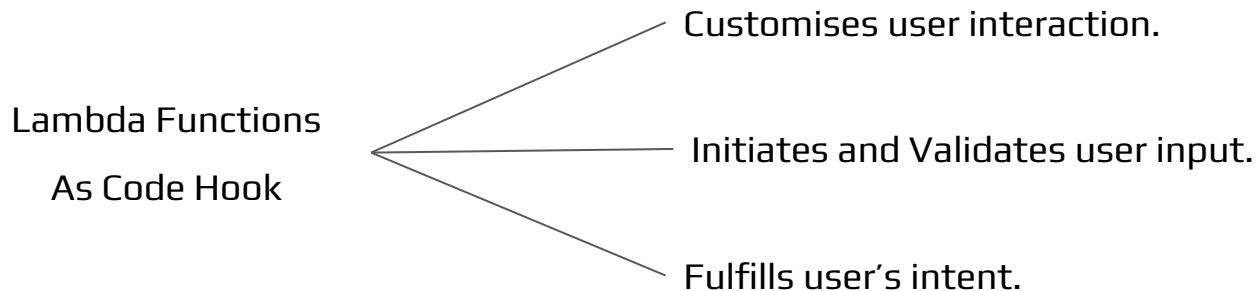 Customises user interaction.
Lambda Functions
Initiates and Validates user input.
As Code Hook
Fulfills user's intent.